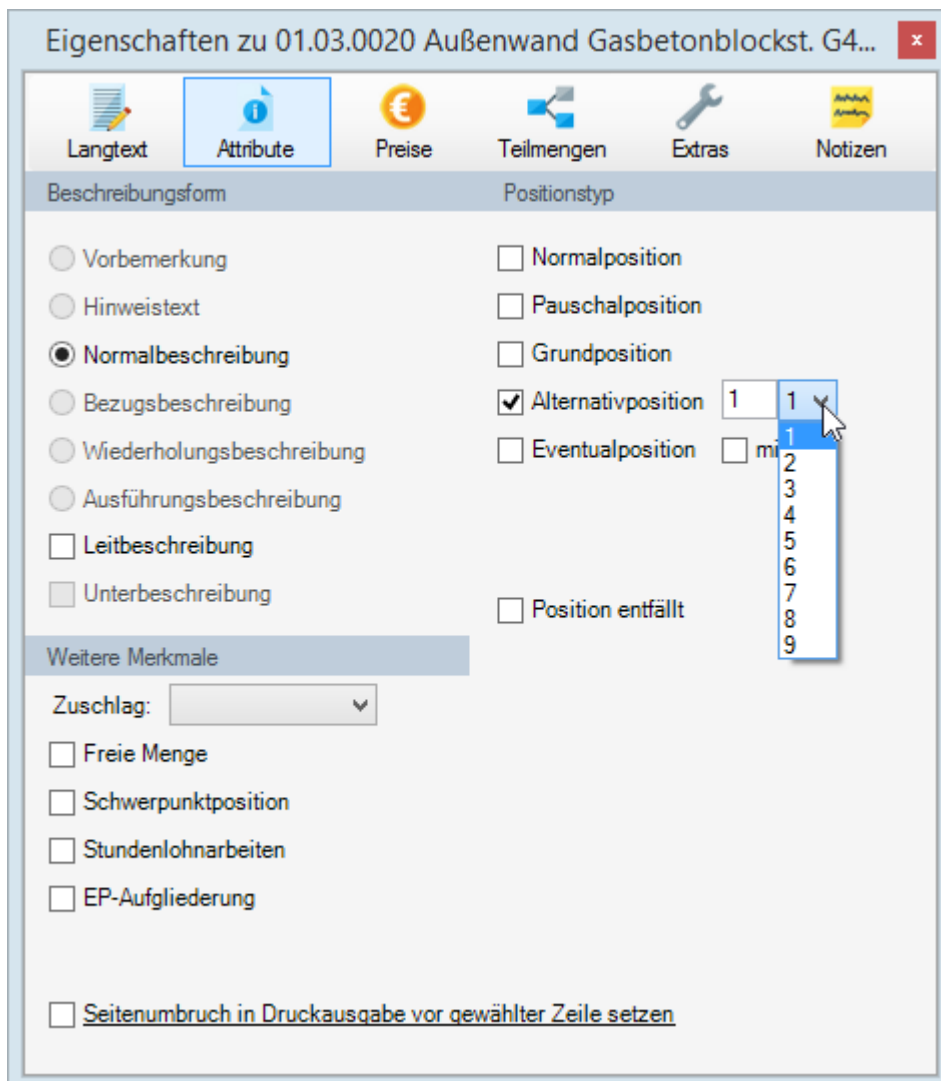 Eigenschaften zu 01.03.0020 Außenwand Gasbetonblockst. G4...
Langtext Attribute Preise Teilmengen Extras Notizen
Beschreibungsform
Vorbemerkung
Hinweistext
Normalbeschreibung
Bezugsbeschreibung
Wiederholungsbeschreibung
Ausführungsbeschreibung
Leitbeschreibung
Unterbeschreibung
Weitere Merkmale
Zuschlag:
Freie Menge
Schwerpunktposition
Stundenlohnarbeiten
EP-Aufgliederung
Seitenumbruch in Druckausgabe vor gewählter Zeile setzen
Positionstyp
Normalposition
Pauschalposition
Grundposition
Alternativposition 1 1
Eventualposition
1
2
3
4
5
6
7
8
9
Position entfällt